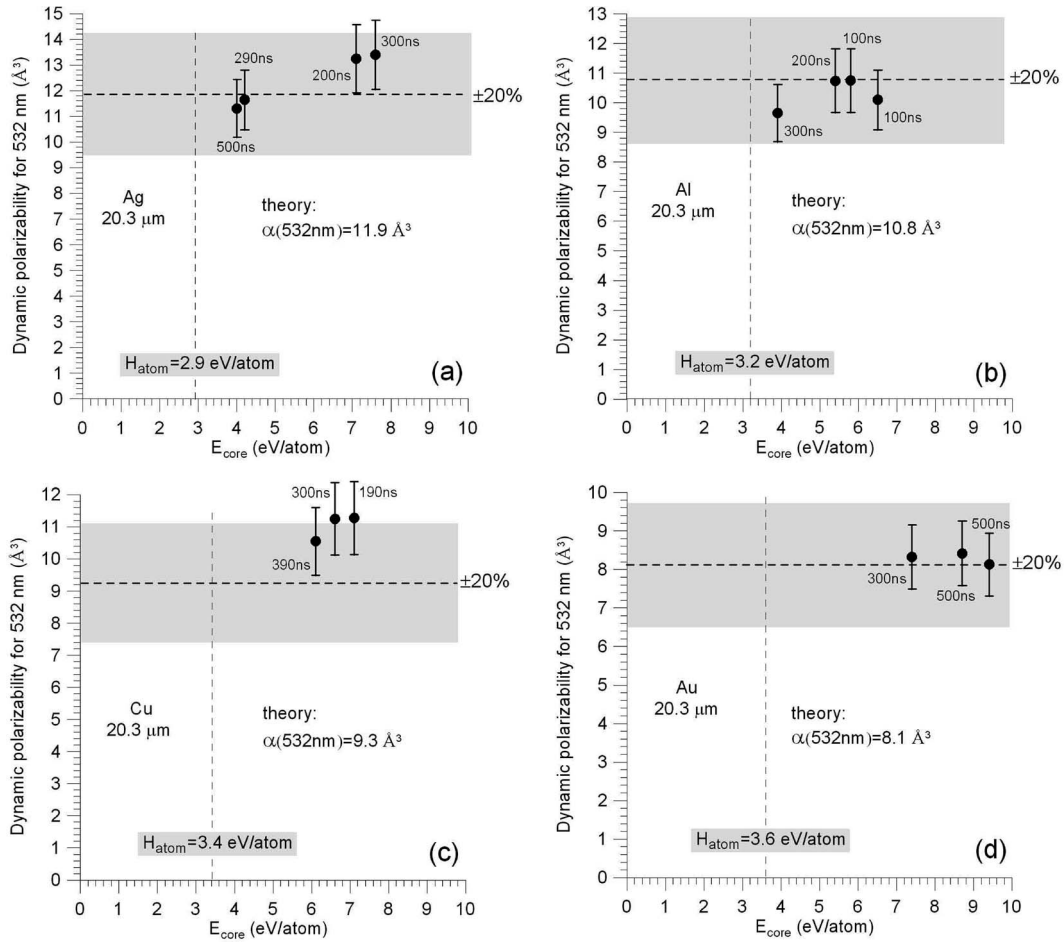 Dynamic polarizability for 532 nm (Å³)
15
14
13
12
11
10
9
8
7
6
5
4
3
2
1
0
290ns
500ns
200ns
300ns
±20%
Ag
20.3 μm
theory:
α(532nm)=11.9 Å³
H_atom=2.9 eV/atom
(a)
0 1 2 3 4 5 6 7 8 9 10
E_core (eV/atom)
Dynamic polarizability for 532 nm (Å³)
13
12
11
10
9
8
7
6
5
4
3
2
1
0
100ns
200ns
300ns
100ns
±20%
Al
20.3 μm
theory:
α(532nm)=10.8 Å³
H_atom=3.2 eV/atom
(b)
0 1 2 3 4 5 6 7 8 9 10
E_core (eV/atom)
Dynamic polarizability for 532 nm (Å³)
12
11
10
9
8
7
6
5
4
3
2
1
0
300ns
190ns
390ns
±20%
Cu
20.3 μm
theory:
α(532nm)=9.3 Å³
H_atom=3.4 eV/atom
(c)
0 1 2 3 4 5 6 7 8 9 10
E_core (eV/atom)
Dynamic polarizability for 532 nm (Å³)
10
9
8
7
6
5
4
3
2
1
0
500ns
300ns
500ns
±20%
Au
20.3 μm
theory:
α(532nm)=8.1 Å³
H_atom=3.6 eV/atom
(d)
0 1 2 3 4 5 6 7 8 9 10
E_core (eV/atom)